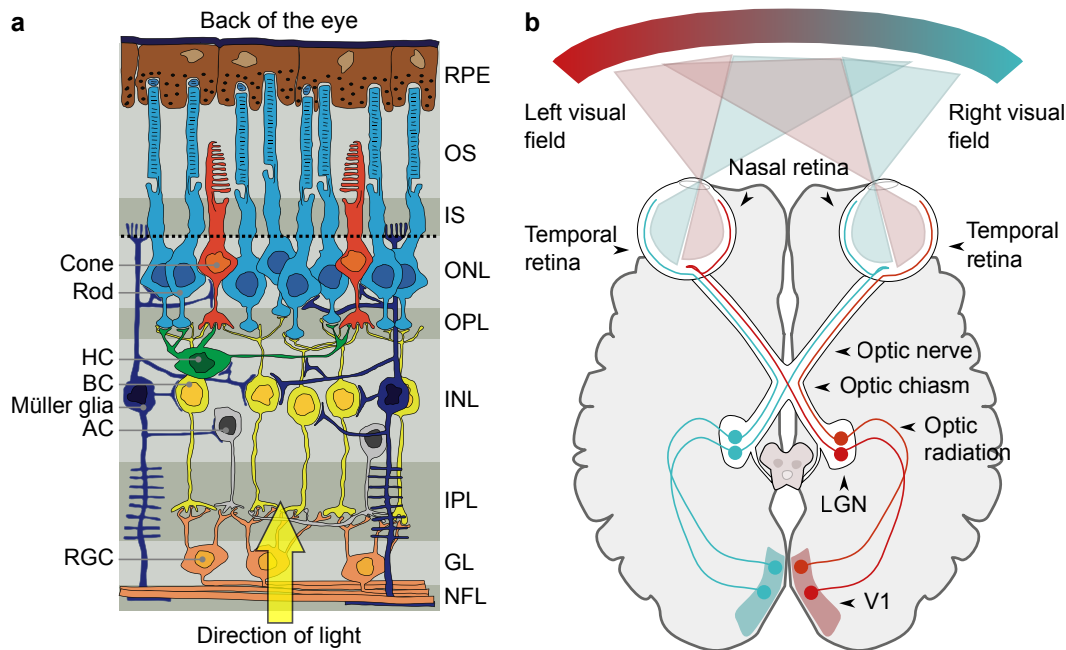 a
Back of the eye
RPE
OS
IS
Cone
ONL
Rod
OPL
HC
BC
INL
Müller glia
AC
IPL
RGC
GL
NFL
Direction of light
b
Left visual
field
Right visual
field
Nasal retina
Temporal
retina
Temporal
retina
Optic nerve
Optic chiasm
Optic
radiation
LGN
V1